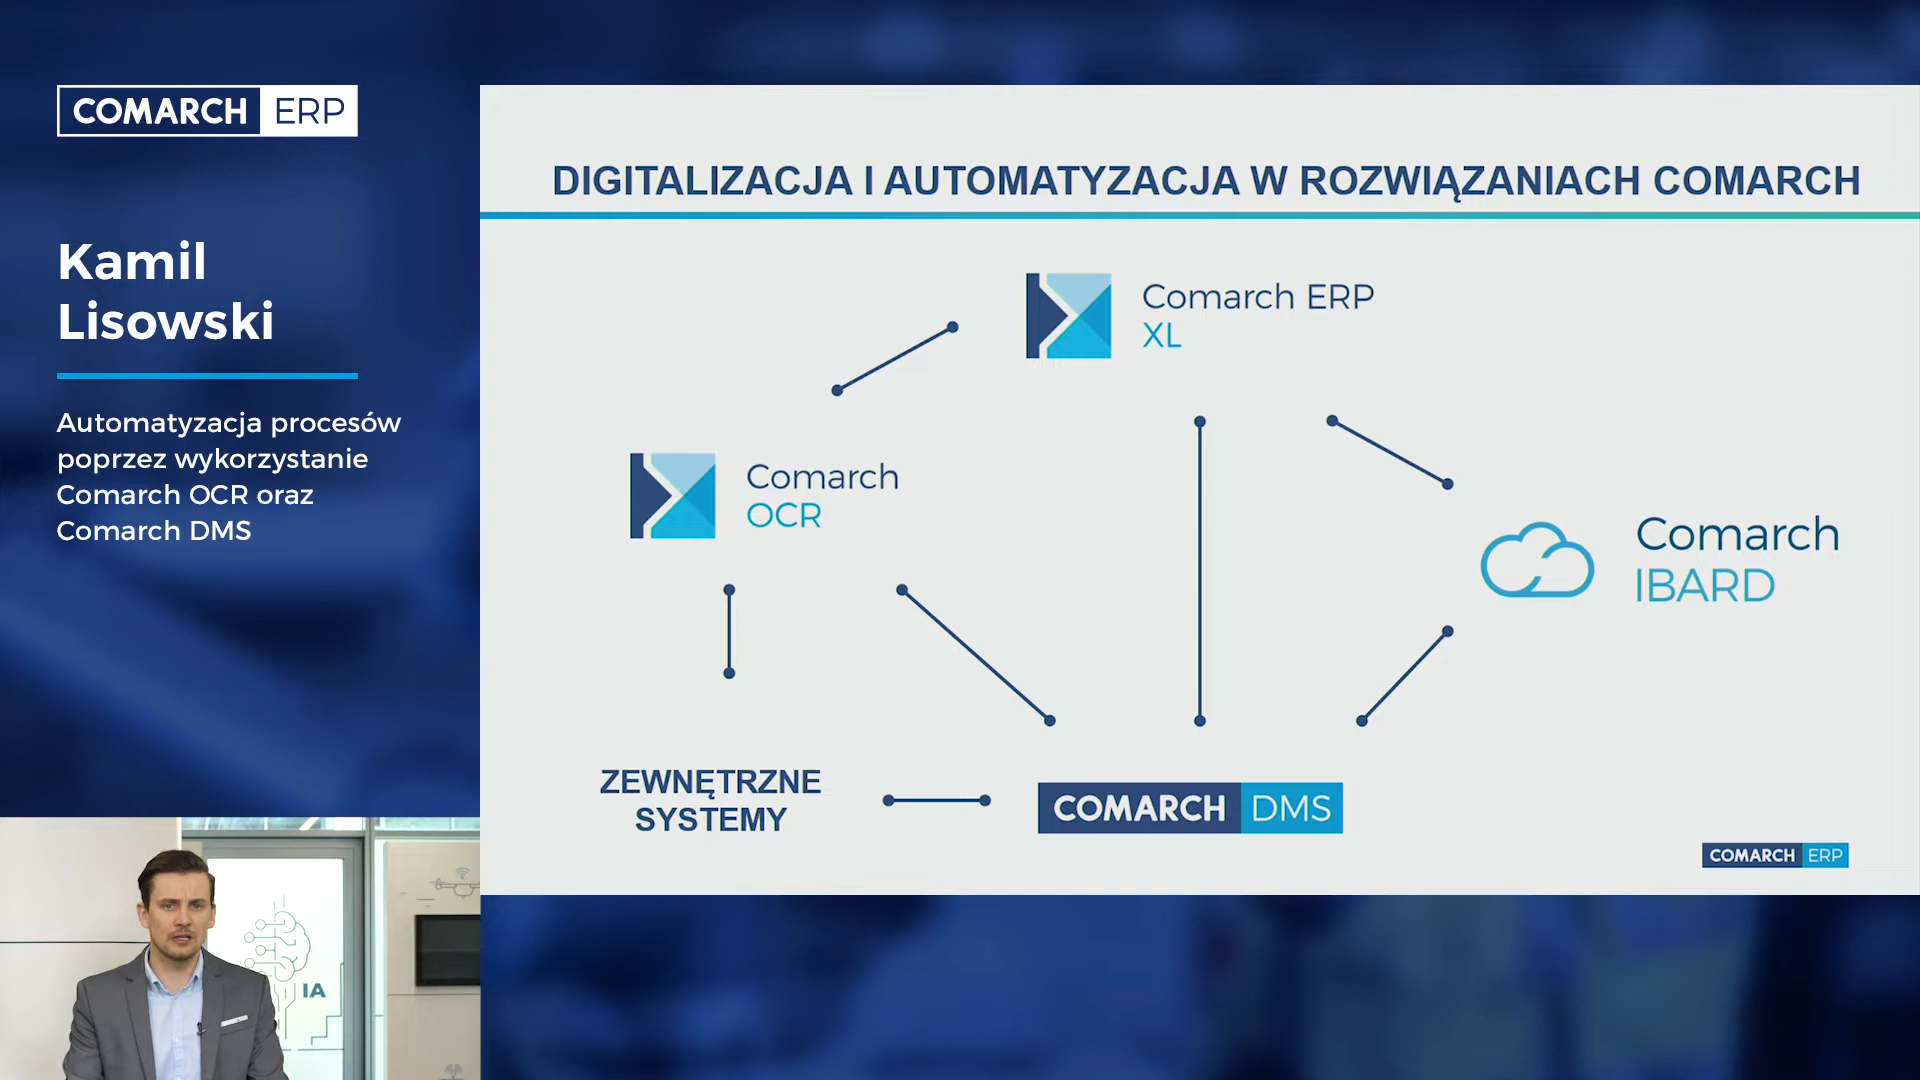 COMARCH ERP
Kamil
Lisowski
Automatyzacja procesów
poprzez wykorzystanie
Comarch OCR oraz
Comarch DMS
DIGITALIZACJA I AUTOMATYZACJA W ROZWIĄZANIACH COMARCH
Comarch ERP
XL
Comarch
OCR
Comarch
IBARD
ZEWNĘTRZNE
SYSTEMY
COMARCH DMS
COMARCH ERP
IA